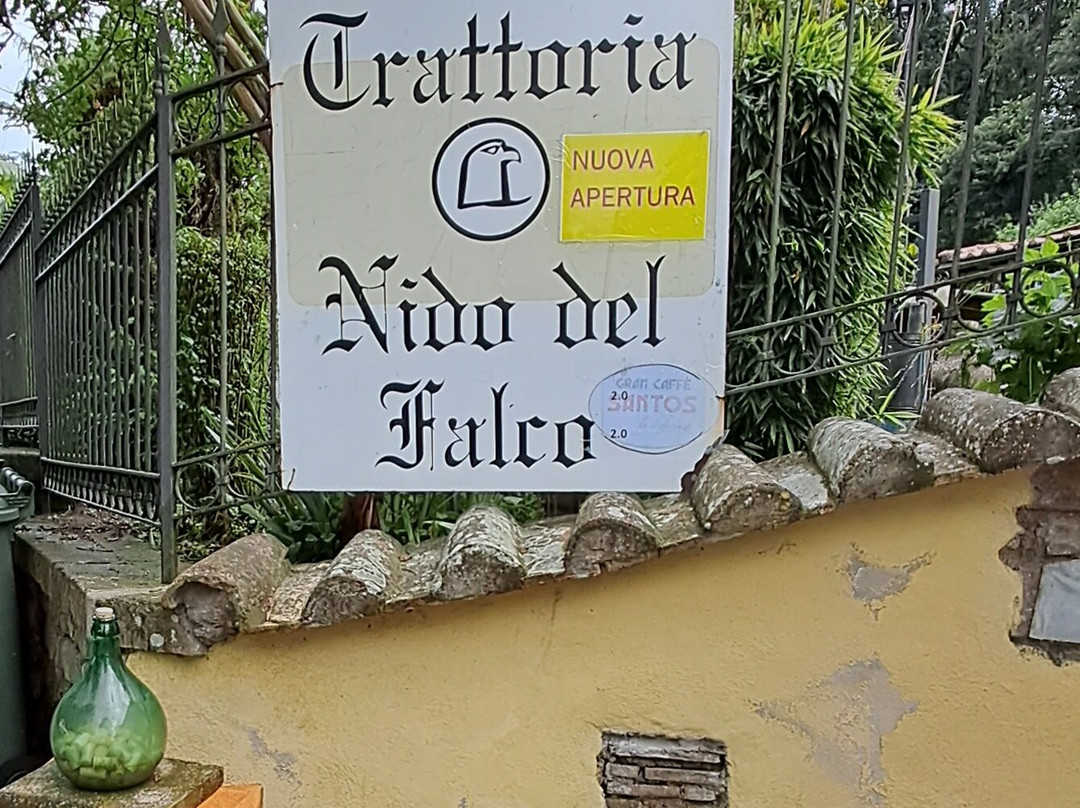 Trattoria
NUOVA
APERTURA
Nido del
Falco
GRAN CAFFÈ
2.0
SANTOS
2.0